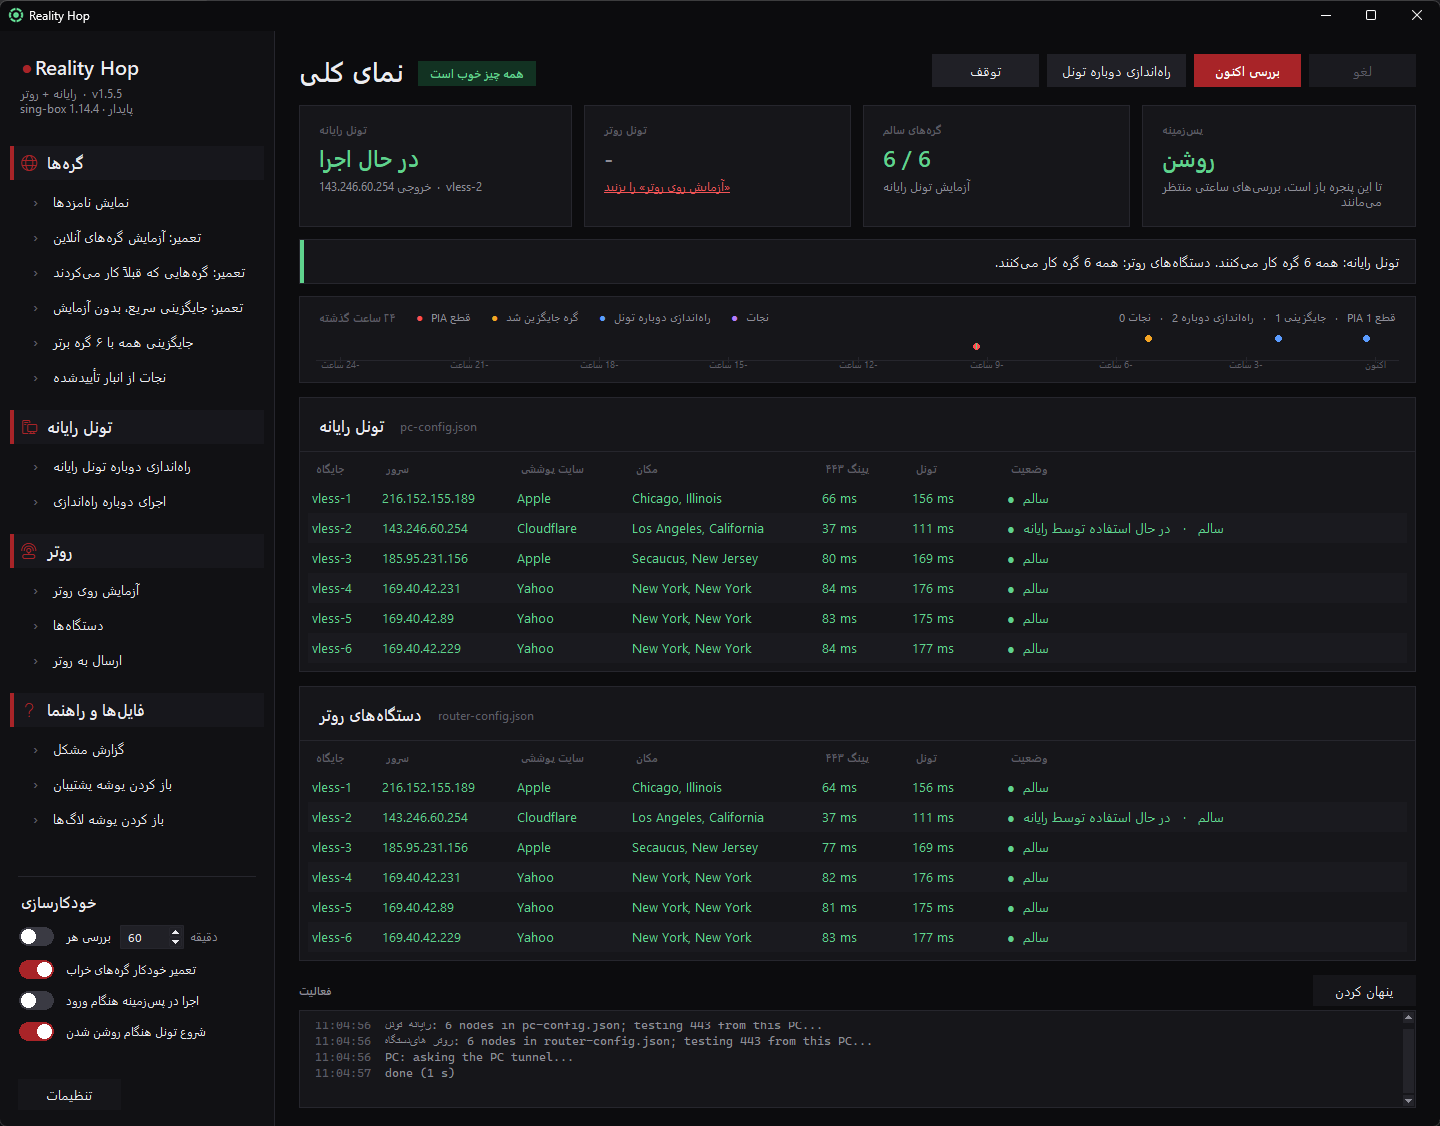 Reality Hop
Reality Hop
رایانه + روتر · v1.5.5
sing-box 1.14.4 · پایدار
گره‌ها
نمایش نامزدها
تعمیر: آزمایش گره‌های آنلاین
تعمیر: گره‌هایی که قبلاً کار می‌کردند
تعمیر: جایگزینی سریع، بدون آزمایش
جایگزینی همه با ۶ گره برتر
نجات از انبار تأییدشده
تونل رایانه
راه‌اندازی دوباره تونل رایانه
اجرای دوباره راه‌اندازی
روتر
آزمایش روی روتر
دستگاه‌ها
ارسال به روتر
فایل‌ها و راهنما
گزارش مشکل
باز کردن پوشه پشتیبان
باز کردن پوشه لاگ‌ها
خودکارسازی
بررسی هر 60 دقیقه
تعمیر خودکار گره‌های خراب
اجرا در پس‌زمینه هنگام ورود
شروع تونل هنگام روشن شدن
تنظیمات
نمای کلی
همه چیز خوب است
توقف
راه‌اندازی دوباره تونل
بررسی اکنون
لغو
تونل رایانه
در حال اجرا
vless-2 · خروجی 143.246.60.254
تونل روتر
-
«آزمایش روی روتر» را بزنید
گره‌های سالم
6 / 6
آزمایش تونل رایانه
پس‌زمینه
روشن
تا این پنجره باز است، بررسی‌های ساعتی منتظر
می‌مانند
تونل رایانه: همه 6 گره کار می‌کنند. دستگاه‌های روتر: همه 6 گره کار می‌کنند.
۲۴ ساعت گذشته
قطع PIA
گره جایگزین شد
راه‌اندازی دوباره تونل
نجات
قطع PIA 1 · جایگزینی 1 · راه‌اندازی دوباره 2 · نجات 0
-24 ساعت
-21 ساعت
-18 ساعت
-15 ساعت
-12 ساعت
-9 ساعت
-6 ساعت
-3 ساعت
اکنون
تونل رایانه pc-config.json
جایگاه سرور سایت پوششی مکان پینگ ۴۴۳ تونل وضعیت
vless-1 216.152.155.189 Apple Chicago, Illinois 66 ms 156 ms ● سالم
vless-2 143.246.60.254 Cloudflare Los Angeles, California 37 ms 111 ms ● سالم · در حال استفاده توسط رایانه
vless-3 185.95.231.156 Apple Secaucus, New Jersey 80 ms 169 ms ● سالم
vless-4 169.40.42.231 Yahoo New York, New York 84 ms 176 ms ● سالم
vless-5 169.40.42.89 Yahoo New York, New York 83 ms 175 ms ● سالم
vless-6 169.40.42.229 Yahoo New York, New York 84 ms 177 ms ● سالم
دستگاه‌های روتر router-config.json
جایگاه سرور سایت پوششی مکان پینگ ۴۴۳ تونل وضعیت
vless-1 216.152.155.189 Apple Chicago, Illinois 64 ms 156 ms ● سالم
vless-2 143.246.60.254 Cloudflare Los Angeles, California 37 ms 111 ms ● سالم · در حال استفاده توسط رایانه
vless-3 185.95.231.156 Apple Secaucus, New Jersey 77 ms 169 ms ● سالم
vless-4 169.40.42.231 Yahoo New York, New York 82 ms 176 ms ● سالم
vless-5 169.40.42.89 Yahoo New York, New York 81 ms 175 ms ● سالم
vless-6 169.40.42.229 Yahoo New York, New York 83 ms 177 ms ● سالم
فعالیت
پنهان کردن
11:04:56 تونل رایانه: 6 nodes in pc-config.json; testing 443 from this PC...
11:04:56 دستگاه‌های روتر: 6 nodes in router-config.json; testing 443 from this PC...
11:04:56 PC: asking the PC tunnel...
11:04:57 done (1 s)